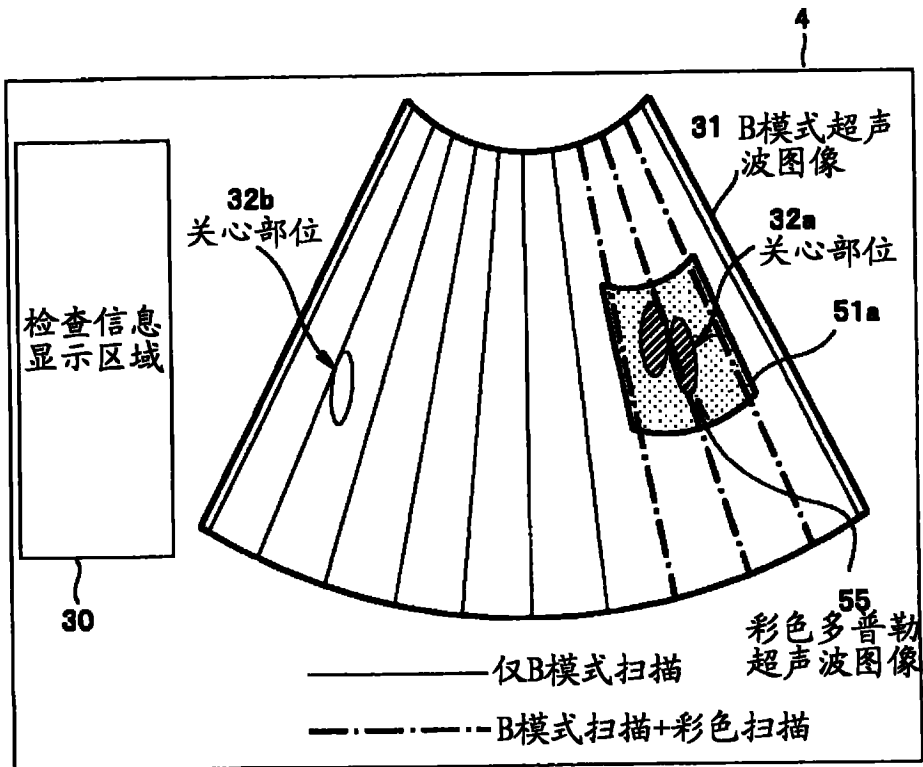 4
31 B模式超声
波图像
32b
关心部位
32a
关心部位
检查信息
显示区域
51a
30
55
彩色多普勒
超声波图像
仅B模式扫描
B模式扫描+彩色扫描